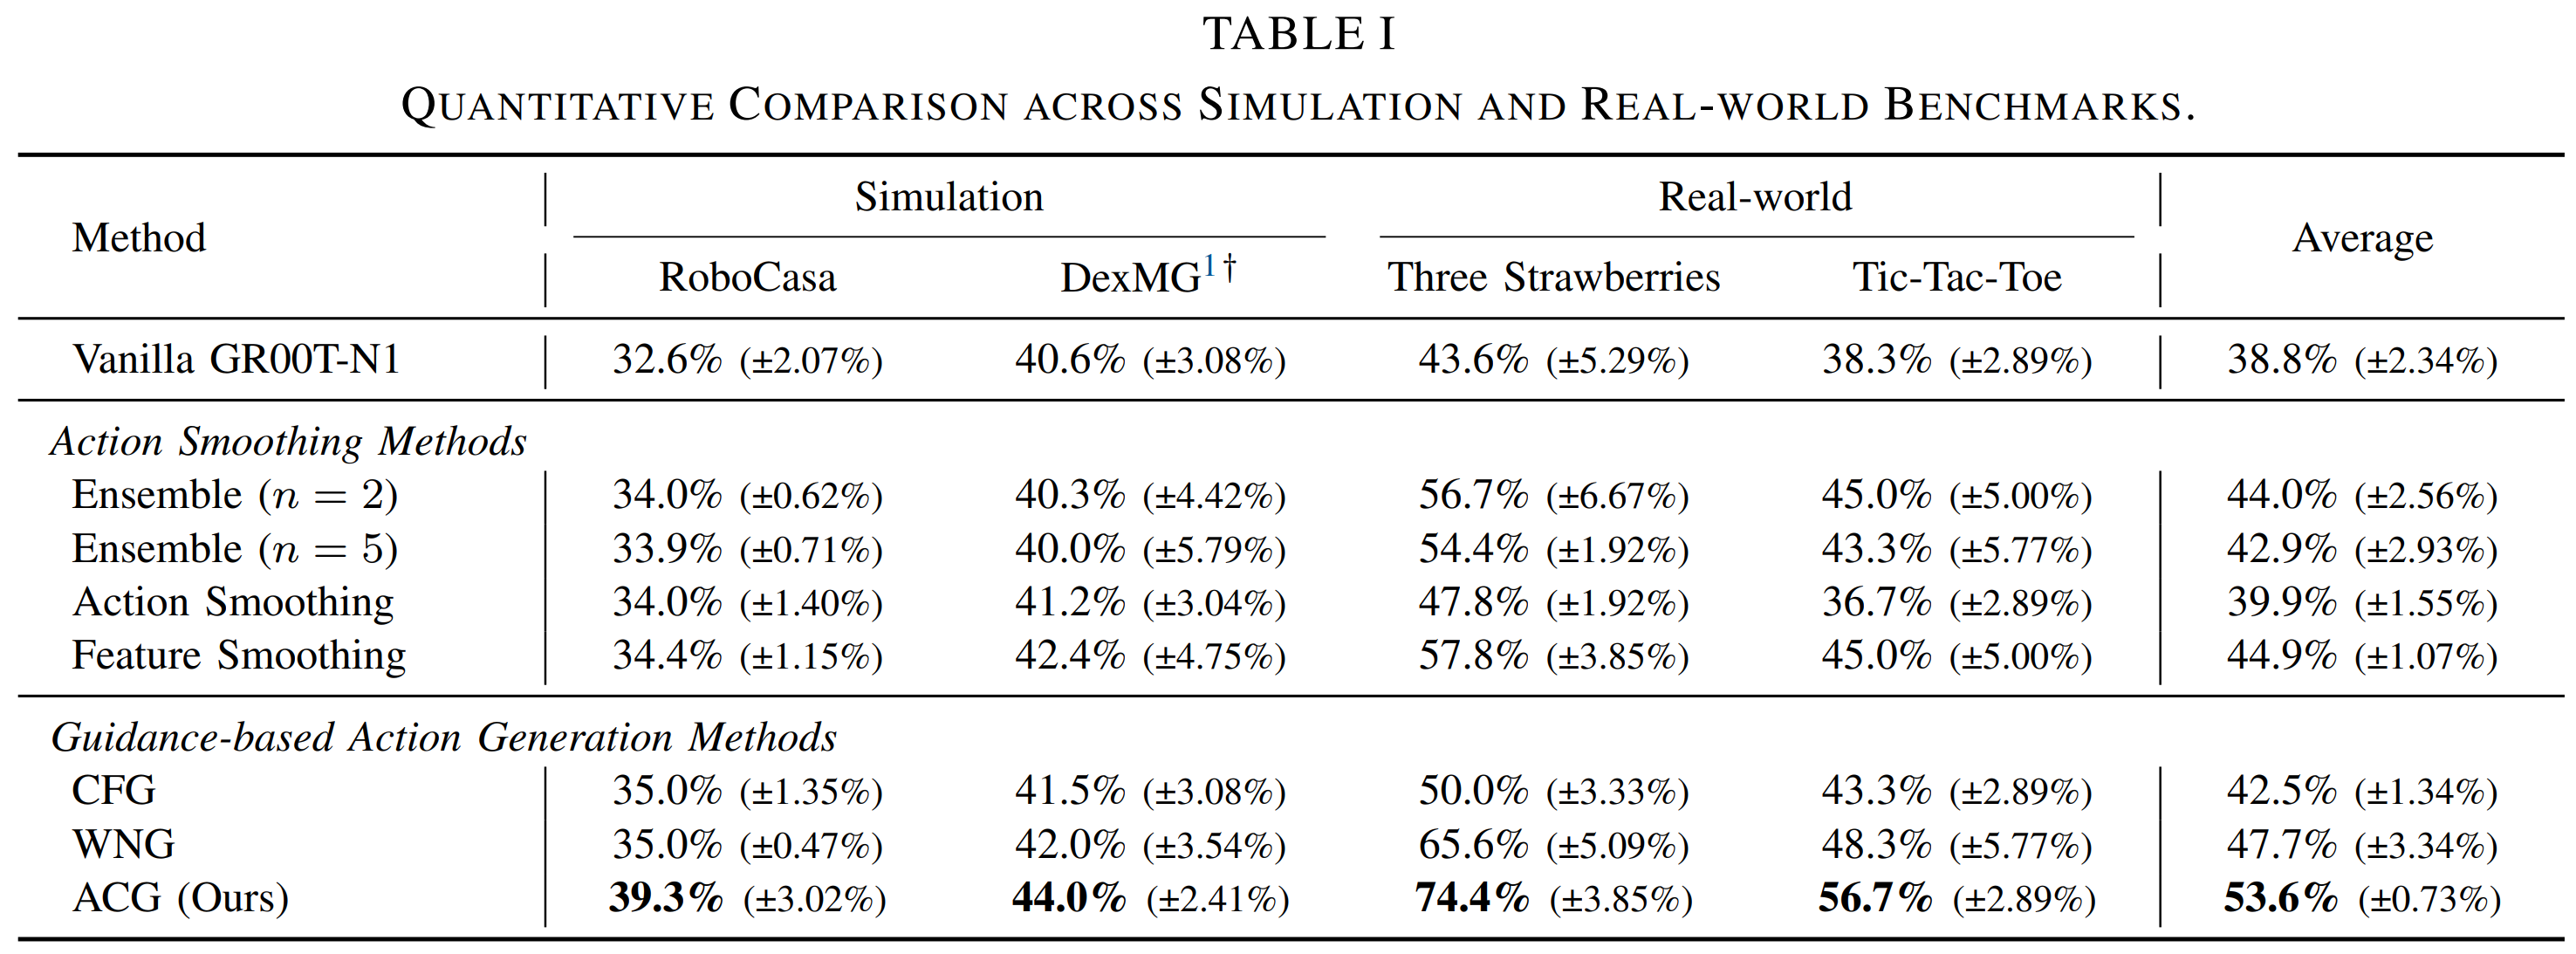 TABLE I
QUANTITATIVE COMPARISON ACROSS SIMULATION AND REAL-WORLD BENCHMARKS.
Method Simulation Real-world Average
RoboCasa DexMG1† Three Strawberries Tic-Tac-Toe
Vanilla GR00T-N1 32.6% (±2.07%) 40.6% (±3.08%) 43.6% (±5.29%) 38.3% (±2.89%) 38.8% (±2.34%)
Action Smoothing Methods
Ensemble (n = 2) 34.0% (±0.62%) 40.3% (±4.42%) 56.7% (±6.67%) 45.0% (±5.00%) 44.0% (±2.56%)
Ensemble (n = 5) 33.9% (±0.71%) 40.0% (±5.79%) 54.4% (±1.92%) 43.3% (±5.77%) 42.9% (±2.93%)
Action Smoothing 34.0% (±1.40%) 41.2% (±3.04%) 47.8% (±1.92%) 36.7% (±2.89%) 39.9% (±1.55%)
Feature Smoothing 34.4% (±1.15%) 42.4% (±4.75%) 57.8% (±3.85%) 45.0% (±5.00%) 44.9% (±1.07%)
Guidance-based Action Generation Methods
CFG 35.0% (±1.35%) 41.5% (±3.08%) 50.0% (±3.33%) 43.3% (±2.89%) 42.5% (±1.34%)
WNG 35.0% (±0.47%) 42.0% (±3.54%) 65.6% (±5.09%) 48.3% (±5.77%) 47.7% (±3.34%)
ACG (Ours) 39.3% (±3.02%) 44.0% (±2.41%) 74.4% (±3.85%) 56.7% (±2.89%) 53.6% (±0.73%)